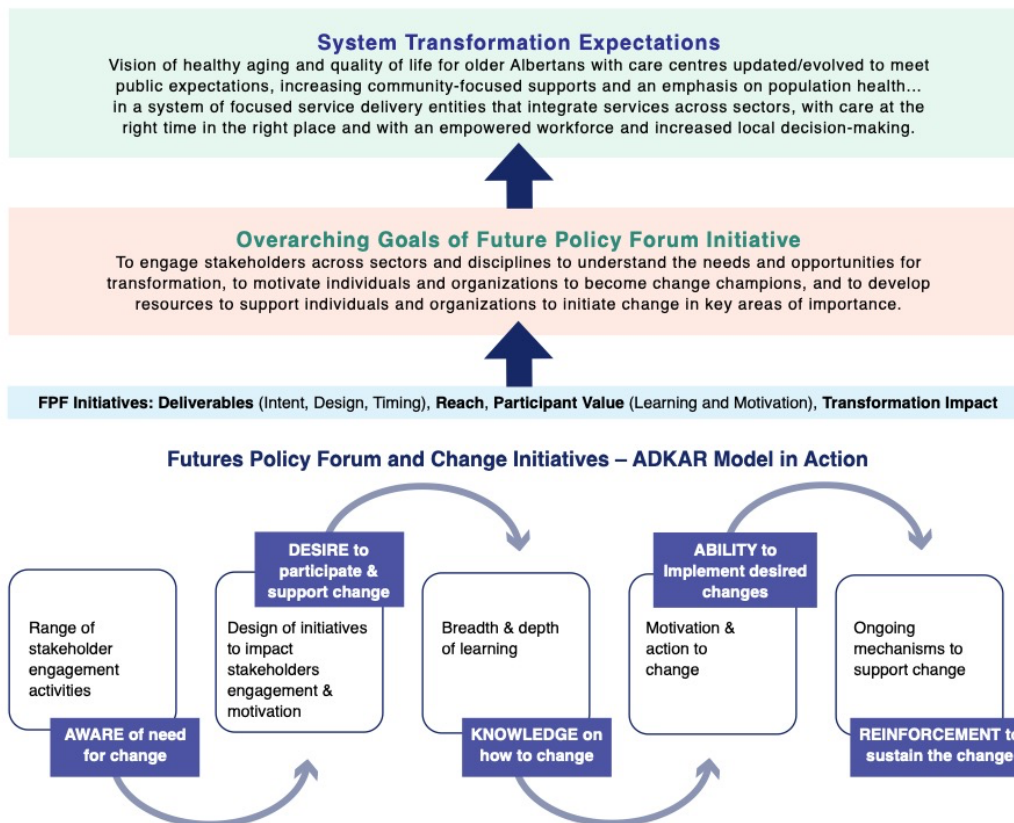 System Transformation Expectations
Vision of healthy aging and quality of life for older Albertans with care centres updated/evolved to meet
public expectations, increasing community-focused supports and an emphasis on population health...
in a system of focused service delivery entities that integrate services across sectors, with care at the
right time in the right place and with an empowered workforce and increased local decision-making.
Overarching Goals of Future Policy Forum Initiative
To engage stakeholders across sectors and disciplines to understand the needs and opportunities for
transformation, to motivate individuals and organizations to become change champions, and to develop
resources to support individuals and organizations to initiate change in key areas of importance.
FPF Initiatives: Deliverables (Intent, Design, Timing), Reach, Participant Value (Learning and Motivation), Transformation Impact
Futures Policy Forum and Change Initiatives – ADKAR Model in Action
Range of
stakeholder
engagement
activities
AWARE of need
for change
DESIRE to
participate &
support change
Design of initiatives
to impact
stakeholders
engagement &
motivation
Breadth & depth
of learning
KNOWLEDGE on
how to change
ABILITY to
Implement desired
changes
Motivation &
action to
change
Ongoing
mechanisms to
support change
REINFORCEMENT to
sustain the change